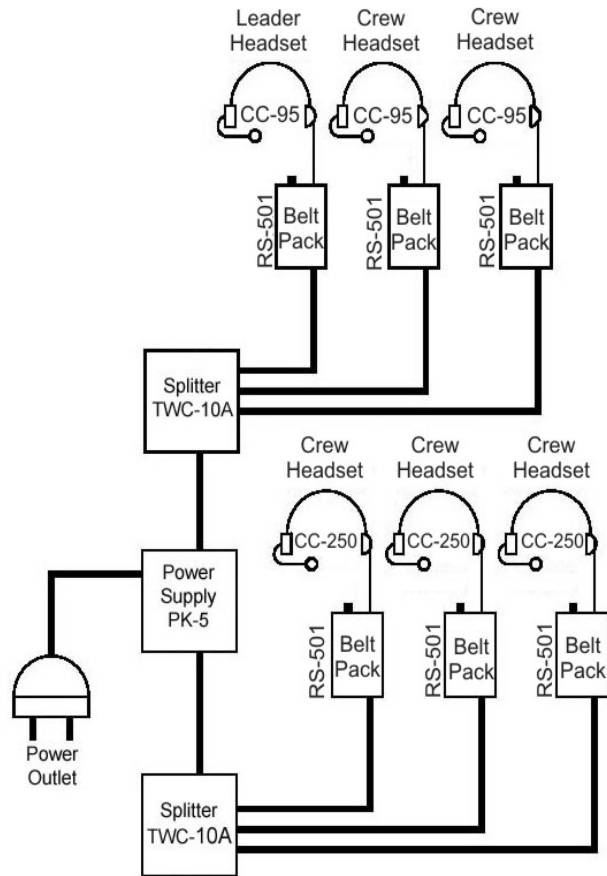 Leader
Headset
Crew
Headset
Crew
Headset
CC-95
CC-95
CC-95
RS-501
Belt
Pack
RS-501
Belt
Pack
RS-501
Belt
Pack
Splitter
TWC-10A
Crew
Headset
Crew
Headset
Crew
Headset
CC-250
CC-250
CC-250
Power
Supply
PK-5
RS-501
Belt
Pack
RS-501
Belt
Pack
RS-501
Belt
Pack
Power
Outlet
Splitter
TWC-10A